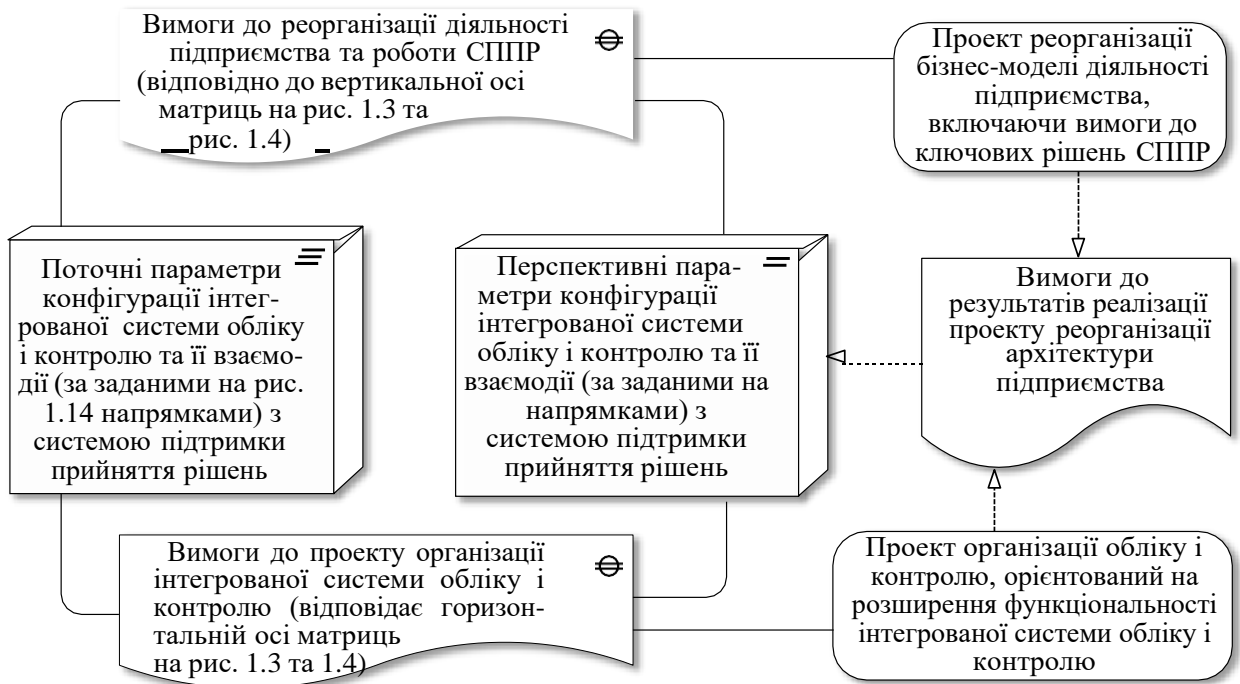 Вимоги до реорганізації діяльності
підприємства та роботи СППР
(відповідно до вертикальної осі
матриць на рис. 1.3 та
рис. 1.4)
Проект реорганізації
бізнес-моделі діяльності
підприємства,
включаючи вимоги до
ключових рішень СППР
Поточні параметри
конфігурації інтег-
рованої системи обліку
і контролю та її взаємо-
дії (за заданими на рис.
1.14 напрямками) з
системою підтримки
прийняття рішень
Перспективні пара-
метри конфігурації
інтегрованої системи
обліку і контролю та її
взаємодії (за заданими на
напрямками) з
системою підтримки
прийняття рішень
Вимоги до
результатів реалізації
проекту реорганізації
архітектури
підприємства
Вимоги до проекту організації
інтегрованої системи обліку і
контролю (відповідає горизон-
тальній осі матриць
на рис. 1.3 та 1.4)
Проект організації обліку і
контролю, орієнтований на
розширення функціональності
інтегрованої системи обліку і
контролю